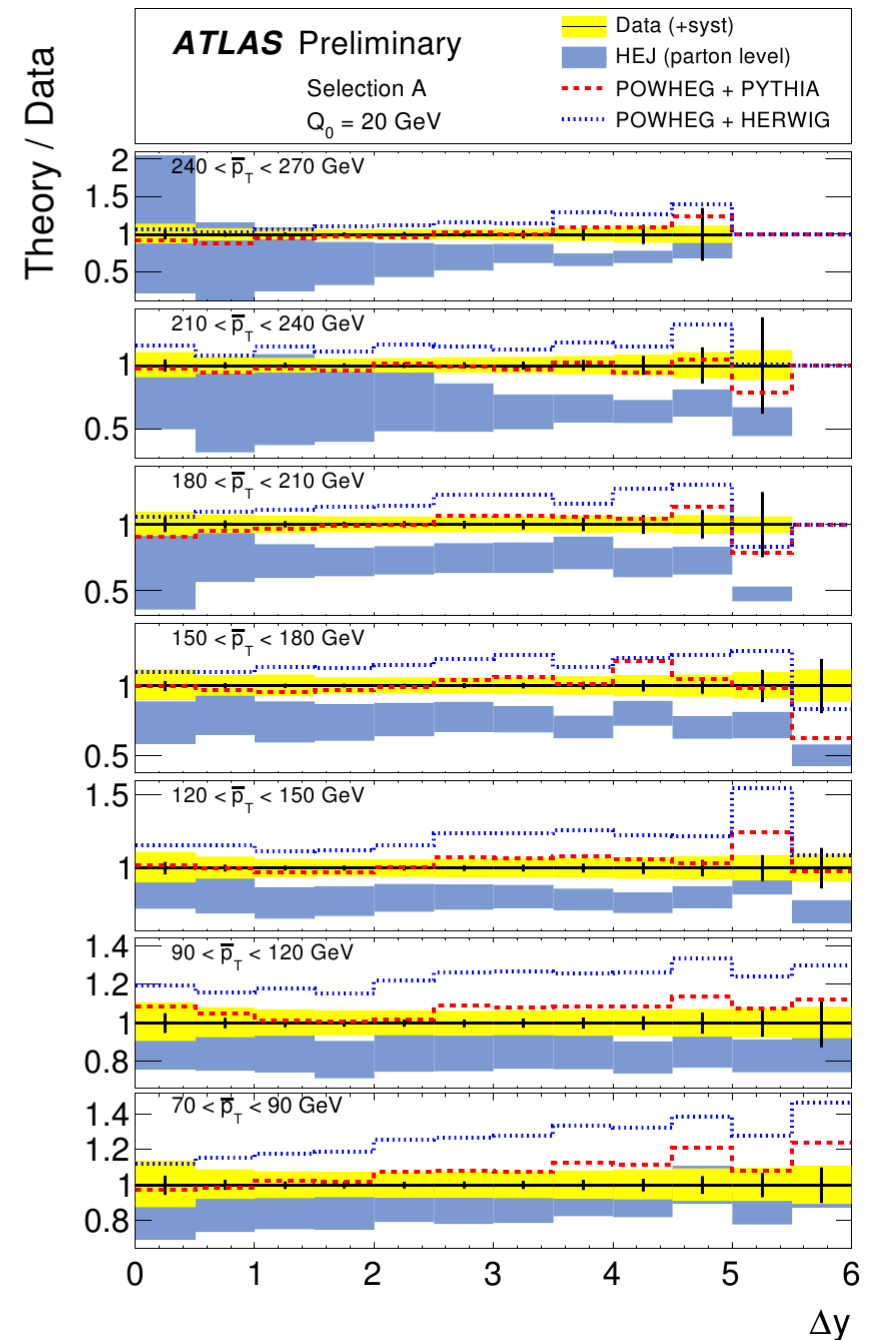 Theory / Data
ATLAS Preliminary
Selection A
Q0 = 20 GeV
Data (+syst)
HEJ (parton level)
POWHEG + PYTHIA
POWHEG + HERWIG
240 < p̅T < 270 GeV
2
1.5
1
0.5
210 < p̅T < 240 GeV
1
0.5
180 < p̅T < 210 GeV
1
0.5
150 < p̅T < 180 GeV
1
0.5
120 < p̅T < 150 GeV
1.5
1
90 < p̅T < 120 GeV
1.4
1.2
1
0.8
70 < p̅T < 90 GeV
1.4
1.2
1
0.8
0 1 2 3 4 5 6
Δy